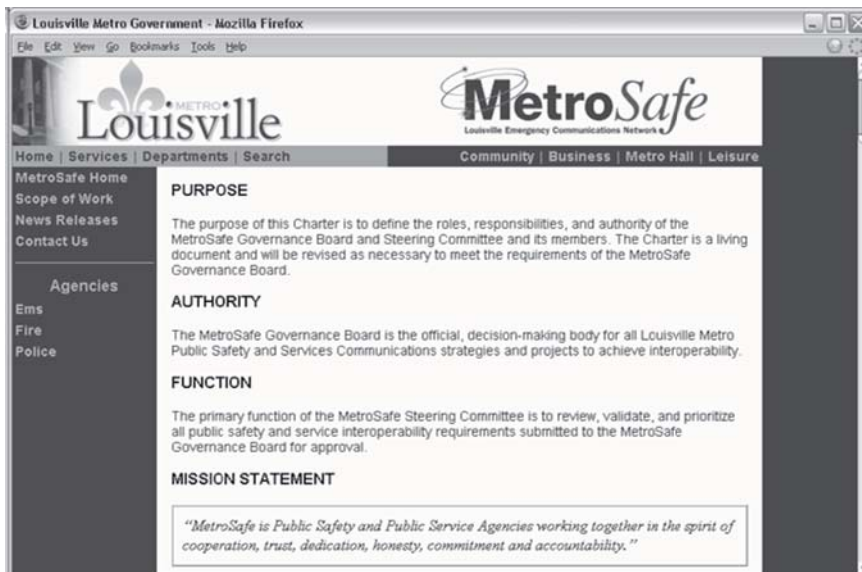 Louisville Metro Government - Mozilla Firefox
File Edit View Go Bookmarks Tools Help
METRO
Louisville
MetroSafe
Louisville Emergency Communications Network
Home | Services | Departments | Search
Community | Business | Metro Hall | Leisure
MetroSafe Home
Scope of Work
News Releases
Contact Us
Agencies
Ems
Fire
Police
PURPOSE
The purpose of this Charter is to define the roles, responsibilities, and authority of the
MetroSafe Governance Board and Steering Committee and its members. The Charter is a living
document and will be revised as necessary to meet the requirements of the MetroSafe
Governance Board.
AUTHORITY
The MetroSafe Governance Board is the official, decision-making body for all Louisville Metro
Public Safety and Services Communications strategies and projects to achieve interoperability.
FUNCTION
The primary function of the MetroSafe Steering Committee is to review, validate, and prioritize
all public safety and service interoperability requirements submitted to the MetroSafe
Governance Board for approval.
MISSION STATEMENT
"MetroSafe is Public Safety and Public Service Agencies working together in the spirit of
cooperation, trust, dedication, honesty, commitment and accountability."